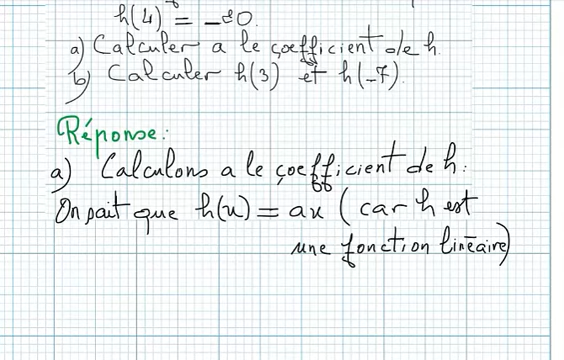 h(4) = -20.
a) Calculer a le coefficient de h.
b) Calculer h(3) et h(-7).
Réponse:
a) Calculons a le coefficient de h:
On sait que h(x) = ax (car h est
une fonction linéaire)